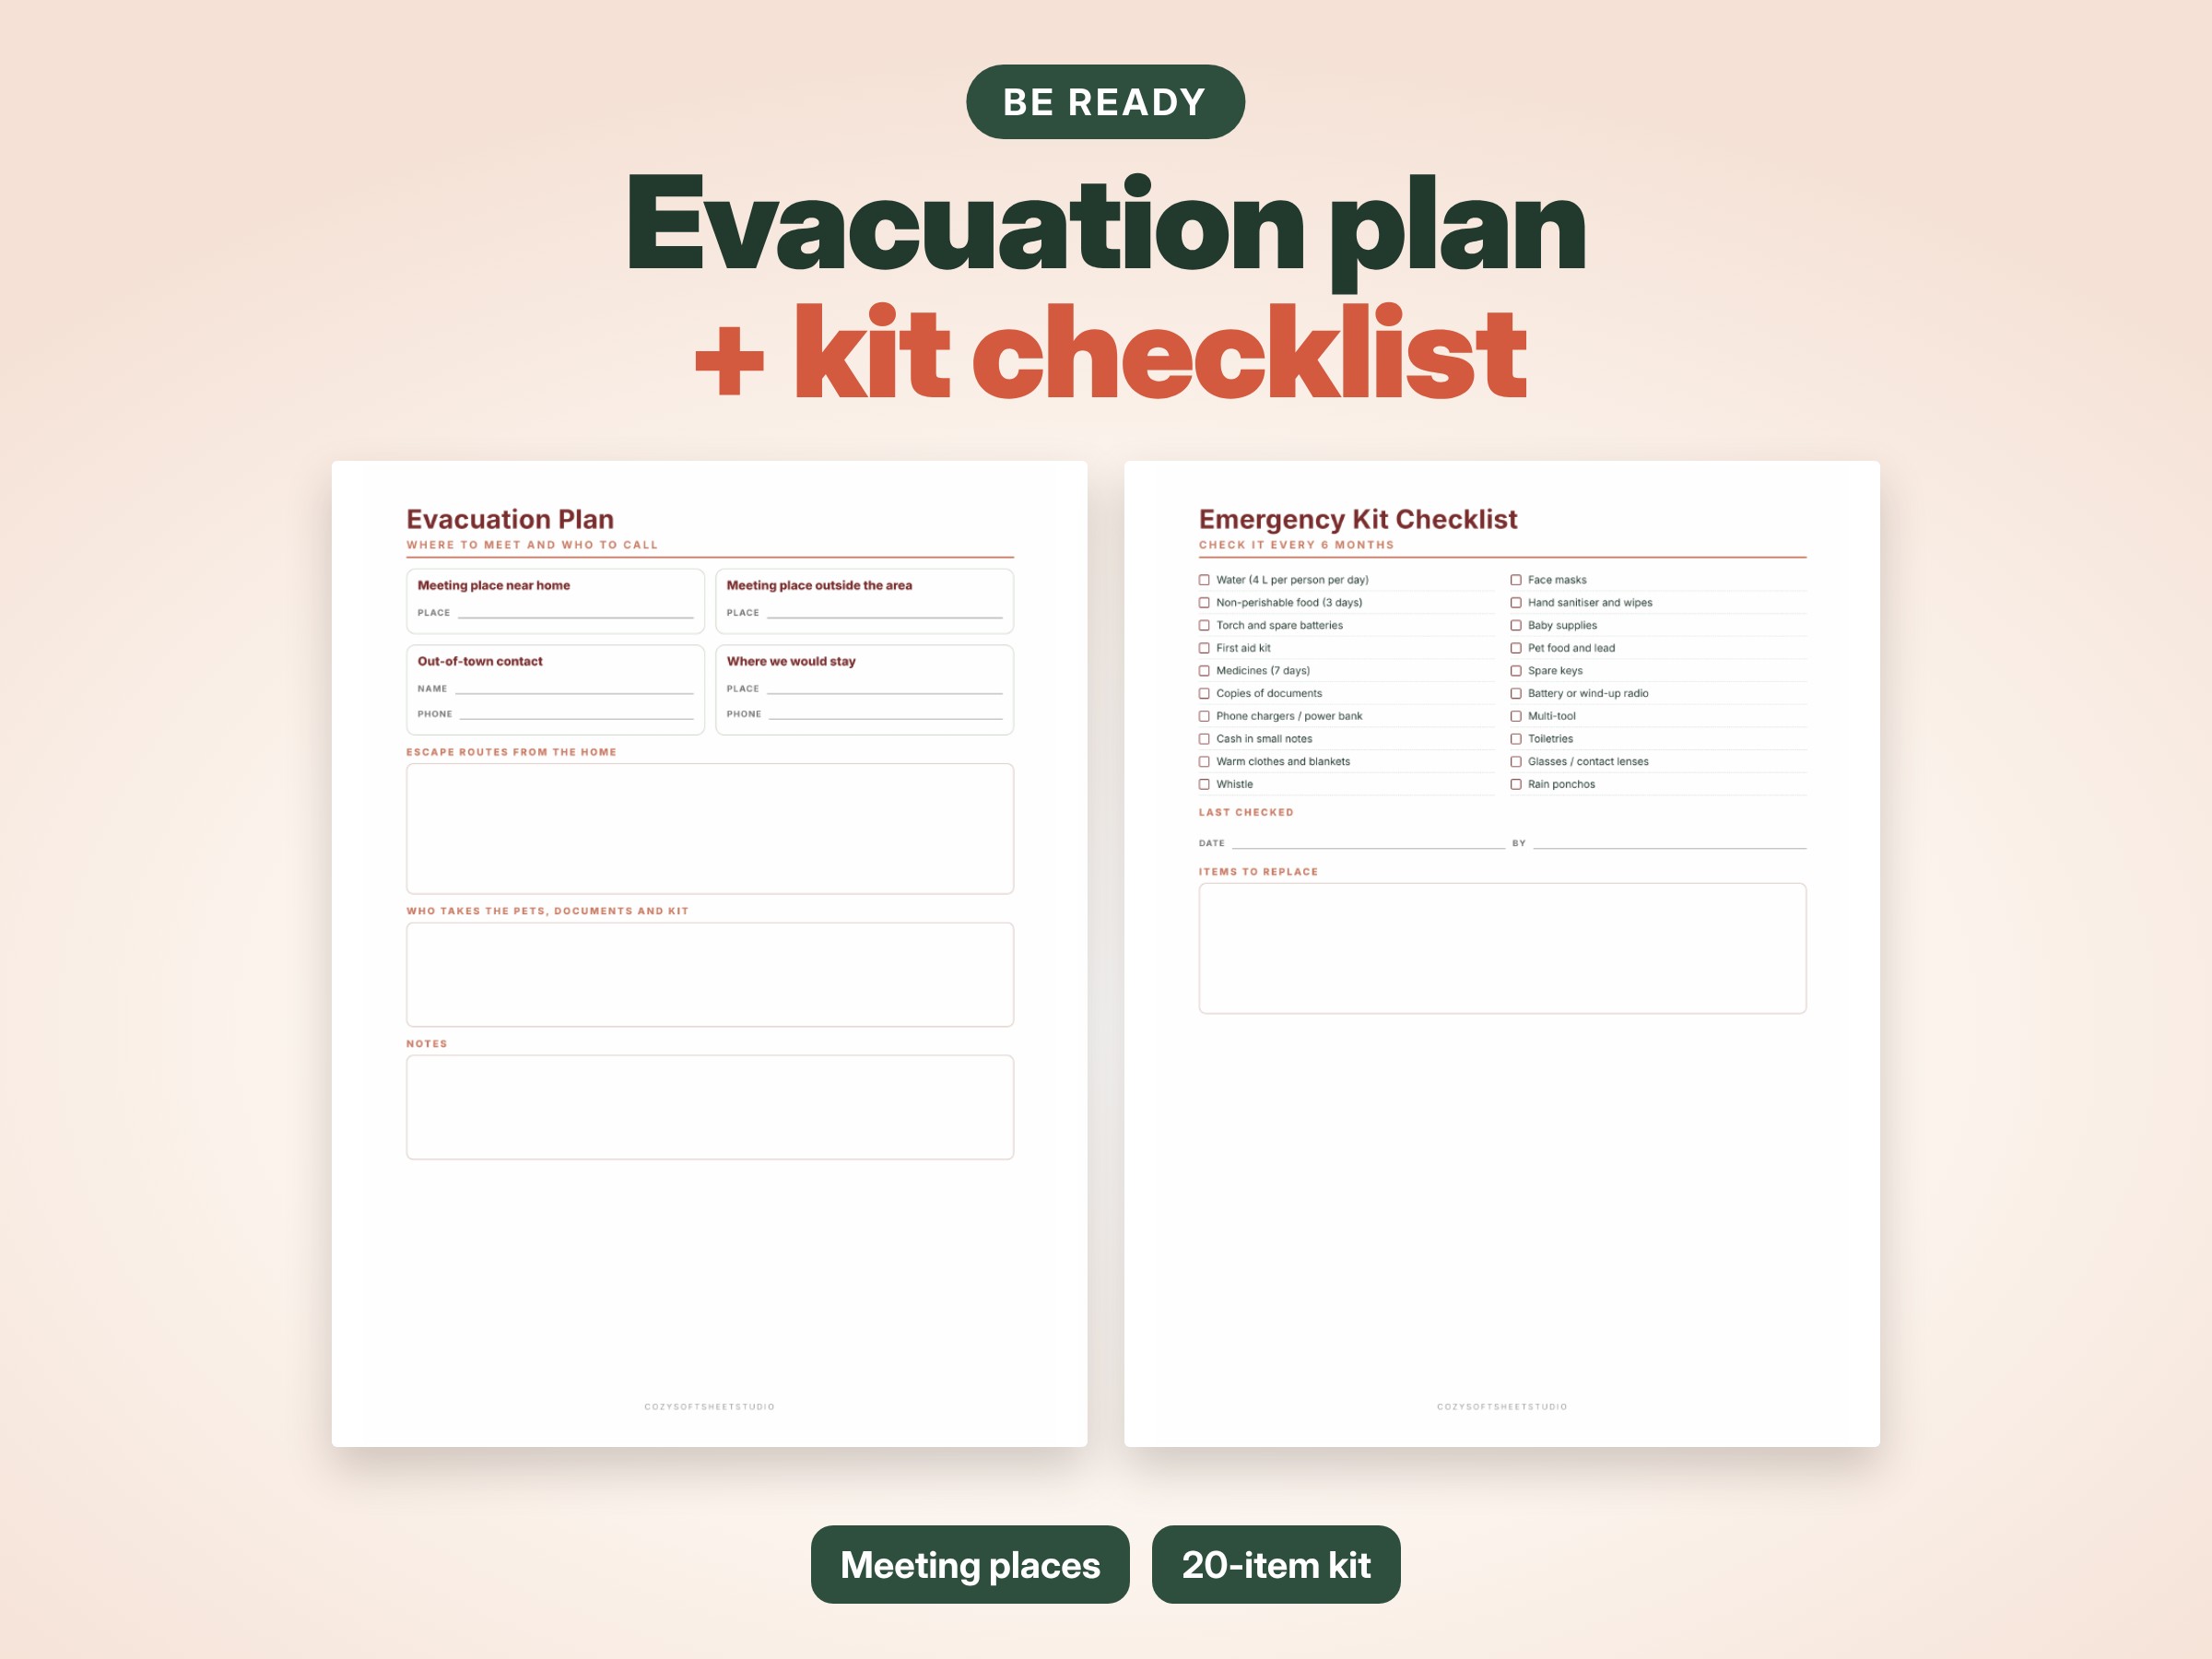 BE READY
Evacuation plan
+ kit checklist
Evacuation Plan
WHERE TO MEET AND WHO TO CALL
Meeting place near home
PLACE
Meeting place outside the area
PLACE
Out-of-town contact
NAME
PHONE
Where we would stay
PLACE
PHONE
ESCAPE ROUTES FROM THE HOME
WHO TAKES THE PETS, DOCUMENTS AND KIT
NOTES
COZYSOFTSHEETSTUDIO
Emergency Kit Checklist
CHECK IT EVERY 6 MONTHS
Water (4 L per person per day)
Non-perishable food (3 days)
Torch and spare batteries
First aid kit
Medicines (7 days)
Copies of documents
Phone chargers / power bank
Cash in small notes
Warm clothes and blankets
Whistle
Face masks
Hand sanitiser and wipes
Baby supplies
Pet food and lead
Spare keys
Battery or wind-up radio
Multi-tool
Toiletries
Glasses / contact lenses
Rain ponchos
LAST CHECKED
DATE BY
ITEMS TO REPLACE
COZYSOFTSHEETSTUDIO
Meeting places
20-item kit